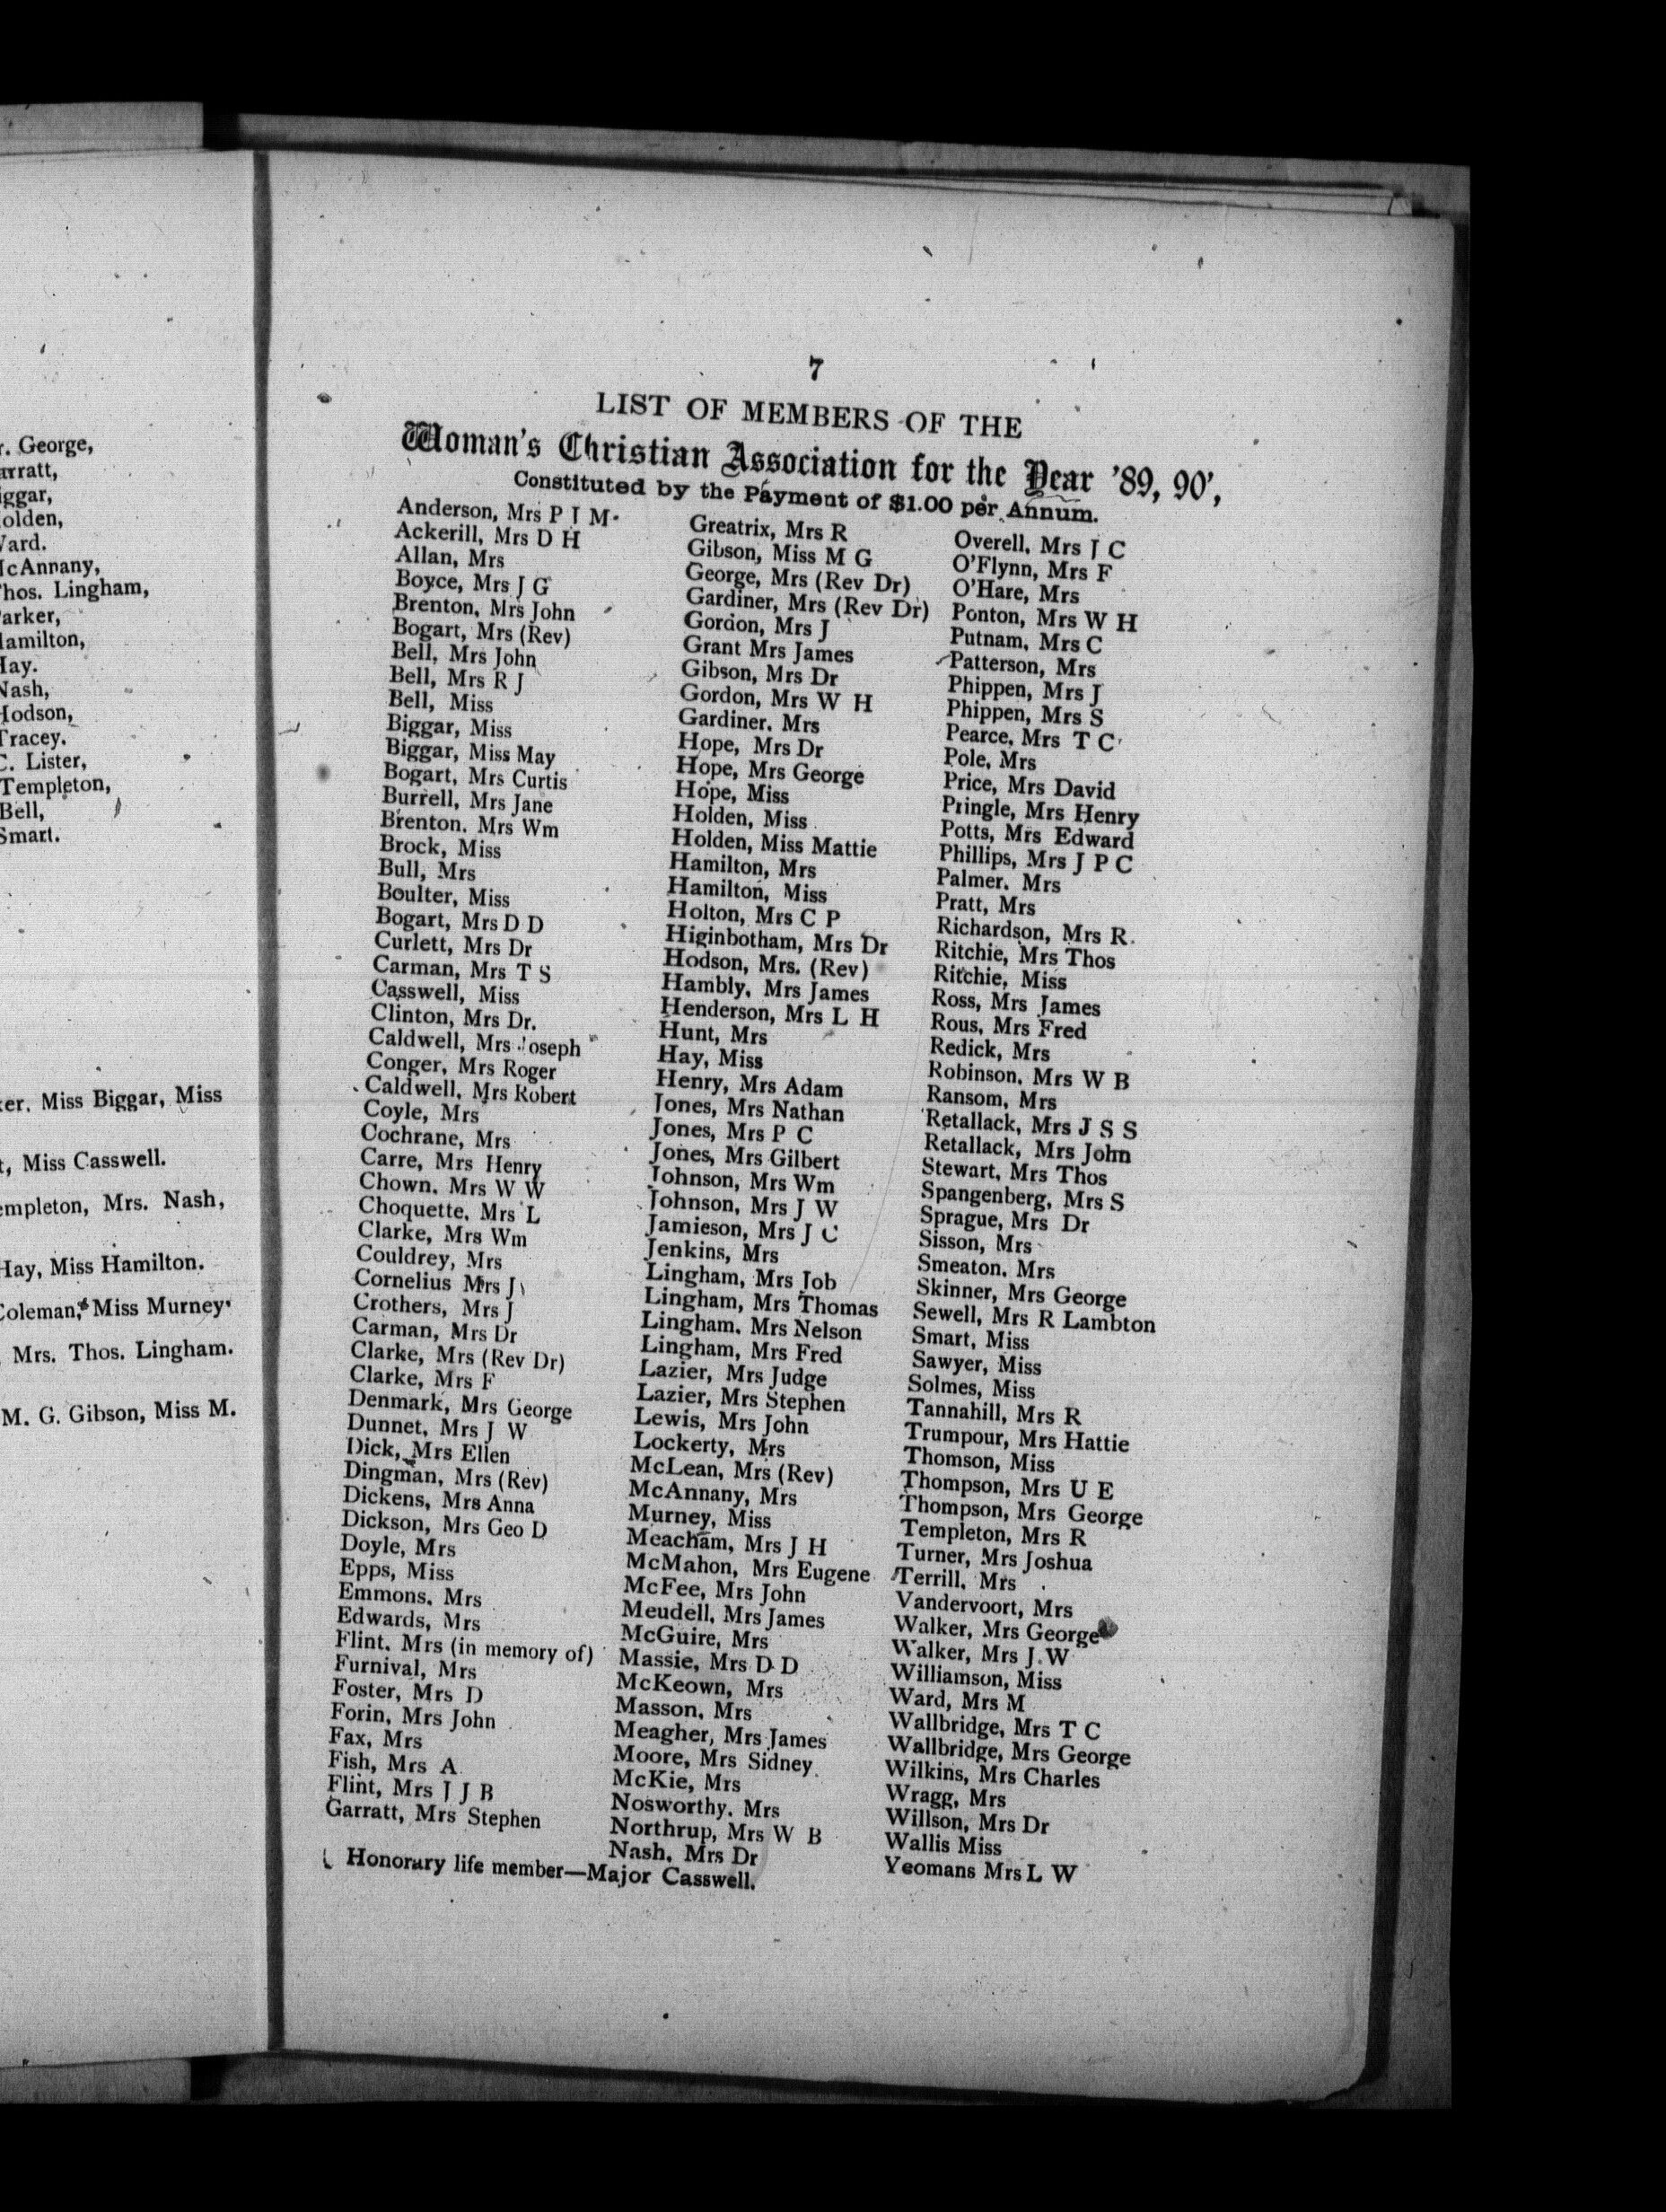 r. George,
arratt,
iggar,
olden,
Vard.
IcAnnany,
hos. Lingham,
arker,
Iamilton,
Hay.
Nash,
Hodson,
Tracey.
C. Lister,
Templeton,
Bell,
Smart.
er. Miss Biggar, Miss
t, Miss Casswell.
empleton, Mrs. Nash,
Hay, Miss Hamilton.
Coleman, Miss Murney.
Mrs. Thos. Lingham.
M. G. Gibson, Miss M.
7
LIST OF MEMBERS OF THE
Woman's Christian Association for the Year '89, 90',
Constituted by the Payment of $1.00 per Annum.
Anderson, Mrs P J M
Ackerill, Mrs D H
Allan, Mrs
Boyce, Mrs J G
Brenton, Mrs John
Bogart, Mrs (Rev)
Bell, Mrs John
Bell, Mrs R J
Bell, Miss
Biggar, Miss
Biggar, Miss May
Bogart, Mrs Curtis
Burrell, Mrs Jane
Brenton. Mrs Wm
Brock, Miss
Bull, Mrs
Boulter, Miss
Bogart, Mrs D D
Curlett, Mrs Dr
Carman, Mrs T S
Casswell, Miss
Clinton, Mrs Dr.
Caldwell, Mrs Joseph
Conger, Mrs Roger
Caldwell, Mrs Robert
Coyle, Mrs
Cochrane, Mrs
Carre, Mrs Henry
Chown. Mrs W W
Choquette, Mrs L
Clarke, Mrs Wm
Couldrey, Mrs
Cornelius Mrs J
Crothers, Mrs J
Carman, Mrs Dr
Clarke, Mrs (Rev Dr)
Clarke, Mrs F
Denmark, Mrs George
Dunnet, Mrs J W
Dick, Mrs Ellen
Dingman, Mrs (Rev)
Dickens, Mrs Anna
Dickson, Mrs Geo D
Doyle, Mrs
Epps, Miss
Emmons, Mrs
Edwards, Mrs
Flint. Mrs (in memory of)
Furnival, Mrs
Foster, Mrs D
Forin, Mrs John
Fax, Mrs
Fish, Mrs A
Flint, Mrs J J B
Garratt, Mrs Stephen
Greatrix, Mrs R
Gibson, Miss M G
George, Mrs (Rev Dr)
Gardiner, Mrs (Rev Dr)
Gordon, Mrs J
Grant Mrs James
Gibson, Mrs Dr
Gordon, Mrs W H
Gardiner. Mrs
Hope, Mrs Dr
Hope, Mrs George
Hope, Miss
Holden, Miss
Holden, Miss Mattie
Hamilton, Mrs
Hamilton, Miss
Holton, Mrs C P
Higinbotham, Mrs Dr
Hodson, Mrs. (Rev)
Hambly, Mrs James
Henderson, Mrs L H
Hunt, Mrs
Hay, Miss
Henry, Mrs Adam
Jones, Mrs Nathan
Jones, Mrs P C
Jones, Mrs Gilbert
Johnson, Mrs Wm
Johnson, Mrs J W
Jamieson, Mrs J C
Jenkins, Mrs
Lingham, Mrs Job
Lingham, Mrs Thomas
Lingham. Mrs Nelson
Lingham, Mrs Fred
Lazier, Mrs Judge
Lazier, Mrs Stephen
Lewis, Mrs John
Lockerty, Mrs
McLean, Mrs (Rev)
McAnnany, Mrs
Murney, Miss
Meacham, Mrs J H
McMahon, Mrs Eugene
McFee, Mrs John
Meudell, Mrs James
McGuire, Mrs
Massie, Mrs D D
McKeown, Mrs
Masson, Mrs
Meagher, Mrs James
Moore, Mrs Sidney
McKie, Mrs
Nosworthy. Mrs
Northrup, Mrs W B
Nash, Mrs Dr
Overell, Mrs J C
O'Flynn, Mrs F
O'Hare, Mrs
Ponton, Mrs W H
Putnam, Mrs C
Patterson, Mrs
Phippen, Mrs J
Phippen, Mrs S
Pearce, Mrs T C
Pole, Mrs
Price, Mrs David
Pringle, Mrs Henry
Potts, Mrs Edward
Phillips, Mrs J P C
Palmer. Mrs
Pratt, Mrs
Richardson, Mrs R.
Ritchie, Mrs Thos
Ritchie, Miss
Ross, Mrs James
Rous, Mrs Fred
Redick, Mrs
Robinson, Mrs W B
Ransom, Mrs
Retallack, Mrs J S S
Retallack, Mrs John
Stewart, Mrs Thos
Spangenberg, Mrs S
Sprague, Mrs Dr
Sisson, Mrs
Smeaton. Mrs
Skinner, Mrs George
Sewell, Mrs R Lambton
Smart, Miss
Sawyer, Miss
Solmes, Miss
Tannahill, Mrs R
Trumpour, Mrs Hattie
Thomson, Miss
Thompson, Mrs U E
Thompson, Mrs George
Templeton, Mrs R
Turner, Mrs Joshua
Terrill. Mrs
Vandervoort, Mrs
Walker, Mrs George
Walker, Mrs J. W
Williamson, Miss
Ward, Mrs M
Wallbridge, Mrs T C
Wallbridge, Mrs George
Wilkins, Mrs Charles
Wragg, Mrs
Willson, Mrs Dr
Wallis Miss
Yeomans Mrs L W
Honorary life member—Major Casswell.